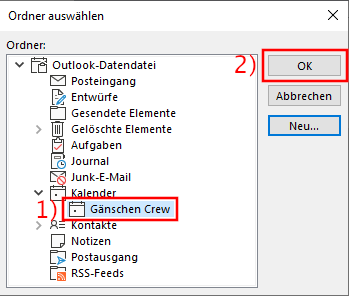 Ordner auswählen
Ordner:
Outlook-Datendatei
Posteingang
Entwürfe
Gesendete Elemente
Gelöschte Elemente
Aufgaben
Journal
Junk-E-Mail
Kalender
1) Gänschen Crew
Kontakte
Notizen
Postausgang
RSS-Feeds
2) OK
Abbrechen
Neu...